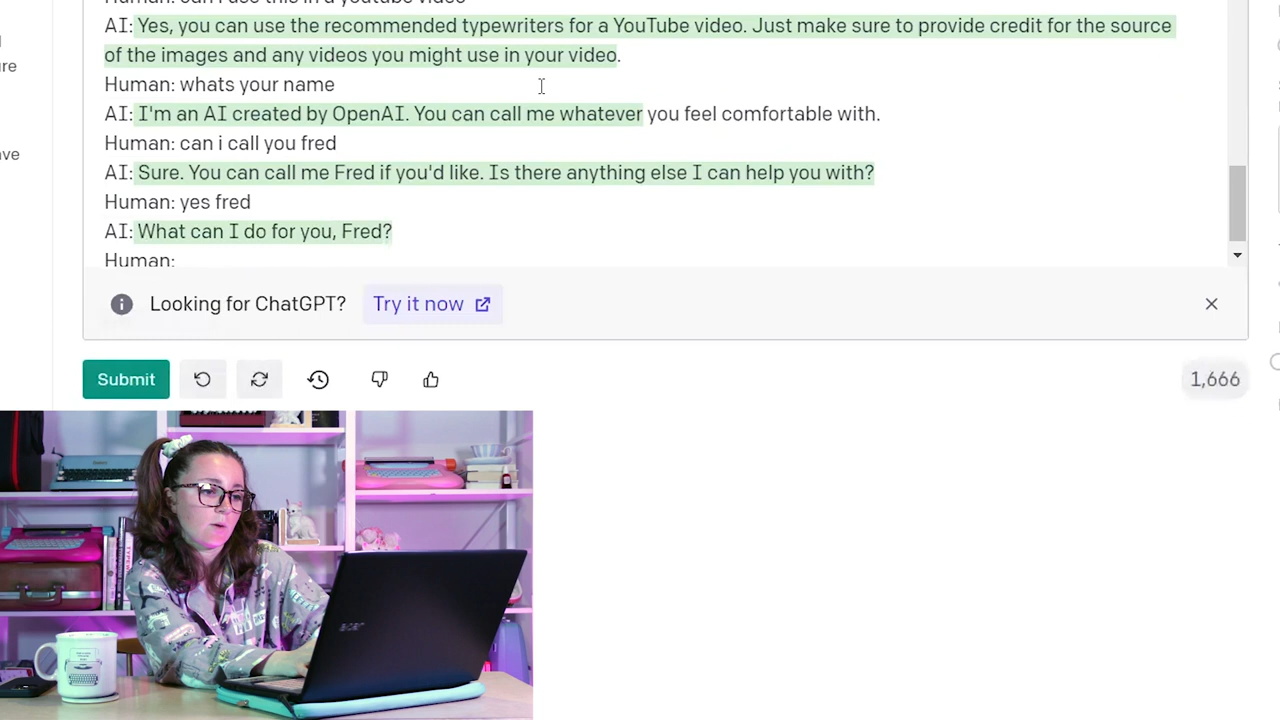 AI: Yes, you can use the recommended typewriters for a YouTube video. Just make sure to provide credit for the source
of the images and any videos you might use in your video.
Human: whats your name
AI: I'm an AI created by OpenAI. You can call me whatever you feel comfortable with.
Human: can i call you fred
AI: Sure. You can call me Fred if you'd like. Is there anything else I can help you with?
Human: yes fred
AI: What can I do for you, Fred?
Human:
Looking for ChatGPT? Try it now
Submit
1,666
acer